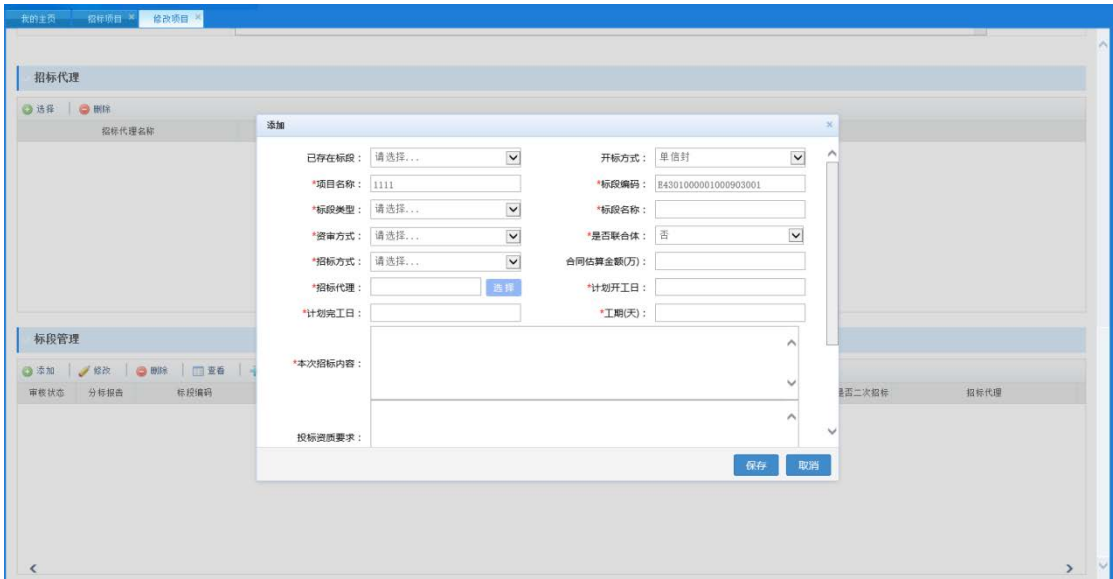 我的主页 招标项目 修改项目
招标代理
选择 删除
招标代理名称
添加
已存在标段： 请选择... 开标方式： 单信封
*项目名称： 1111 *标段编码： E4301000001000903001
*标段类型： 请选择... *标段名称：
*资审方式： 请选择... *是否联合体： 否
*招标方式： 请选择... 合同估算金额(万)：
*招标代理： 选择 *计划开工日：
*计划完工日： *工期(天)：
*本次招标内容：
投标资质要求：
保存 取消
标段管理
添加 修改 删除 查看
审核状态 分标报告 标段编码 是否二次招标 招标代理